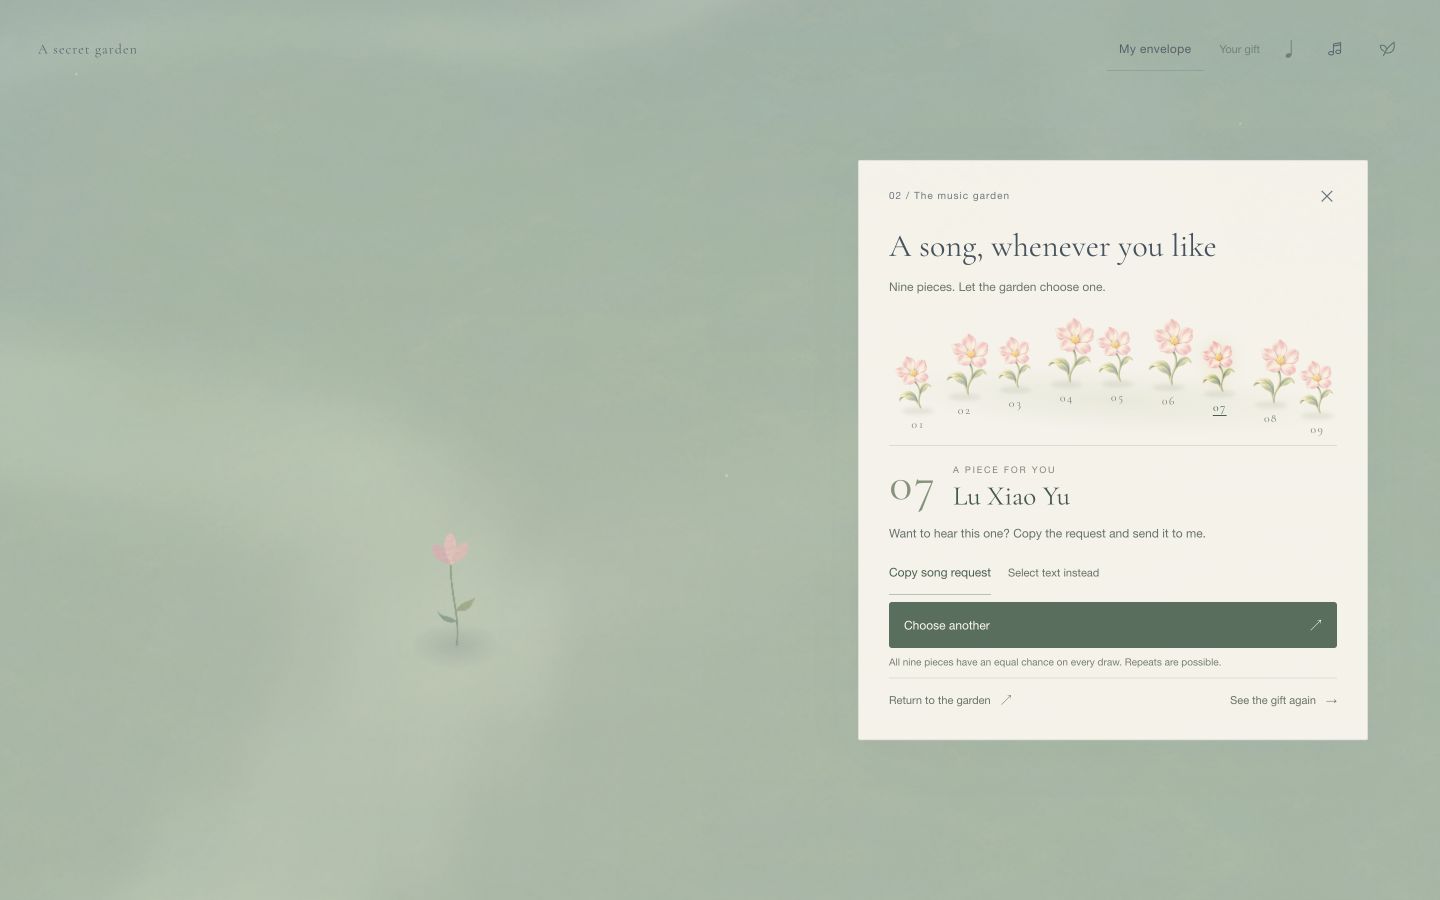 A secret garden
My envelope
Your gift
02 / The music garden
A song, whenever you like
Nine pieces. Let the garden choose one.
01
02
03
04
05
06
07
08
09
07
A PIECE FOR YOU
Lu Xiao Yu
Want to hear this one? Copy the request and send it to me.
Copy song request
Select text instead
Choose another ↗
All nine pieces have an equal chance on every draw. Repeats are possible.
Return to the garden ↗
See the gift again →